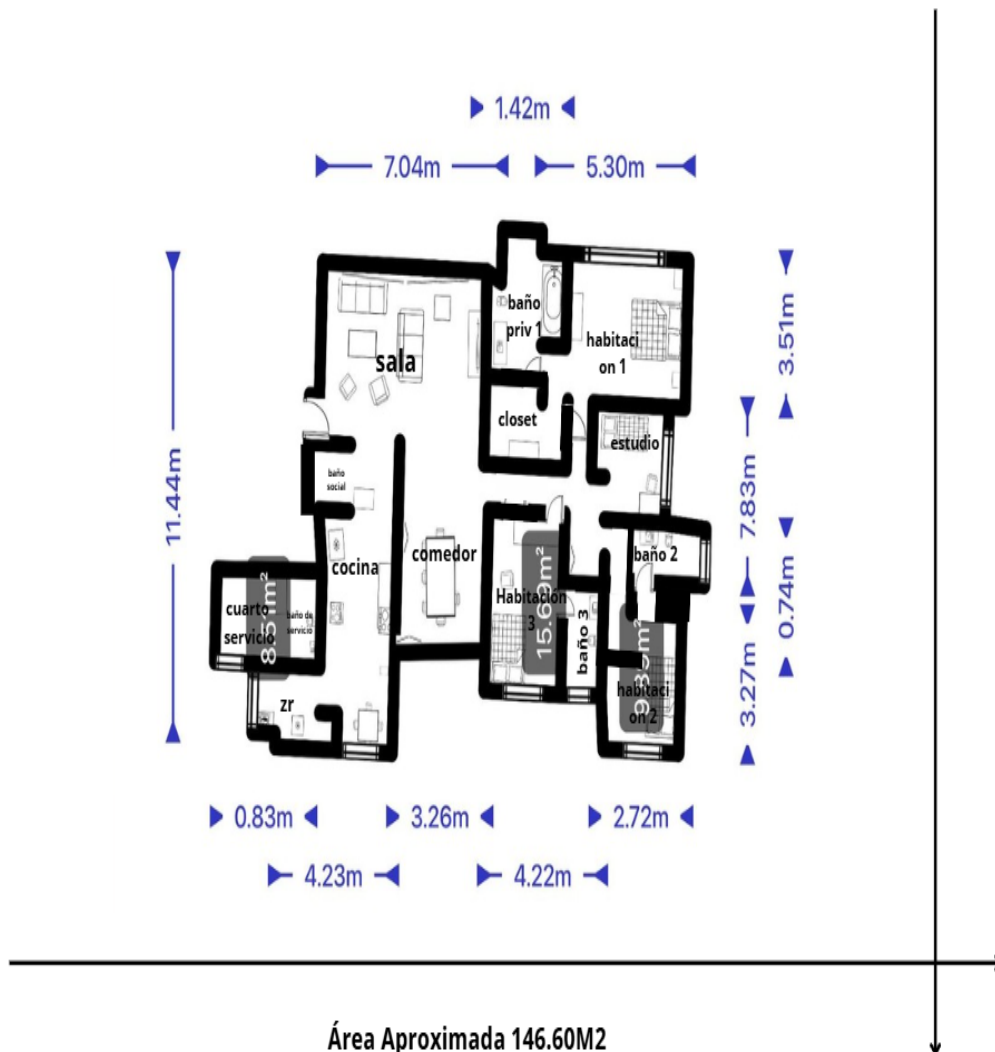 1.42m
7.04m
5.30m
3.51m
11.44m
7.83m
0.74m
3.27m
sala
baño
priv 1
habitaci
on 1
closet
estudio
baño
social
cocina
comedor
baño 2
Habitación
3
15.69m²
baño 3
cuarto
servicio
8.51m²
baño de
servicio
habitaci
on 2
zr
0.83m
3.26m
2.72m
4.23m
4.22m
Área Aproximada 146.60M2